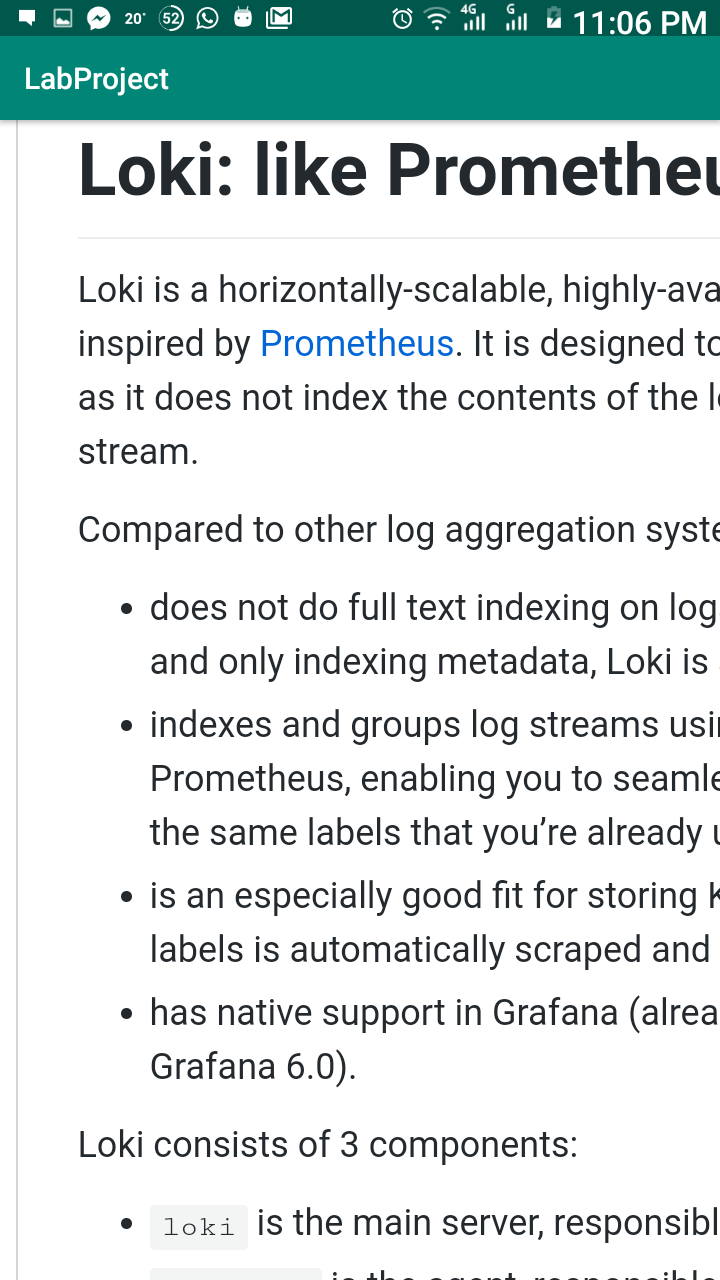 20°
52
4G
G
11:06 PM
LabProject
Loki: like Prometheu
Loki is a horizontally-scalable, highly-ava
inspired by Prometheus. It is designed to
as it does not index the contents of the l
stream.
Compared to other log aggregation syste
does not do full text indexing on log
and only indexing metadata, Loki is
indexes and groups log streams usi
Prometheus, enabling you to seamle
the same labels that you’re already
is an especially good fit for storing K
labels is automatically scraped and
has native support in Grafana (alrea
Grafana 6.0).
Loki consists of 3 components:
loki is the main server, responsibl
is the agent, responsible